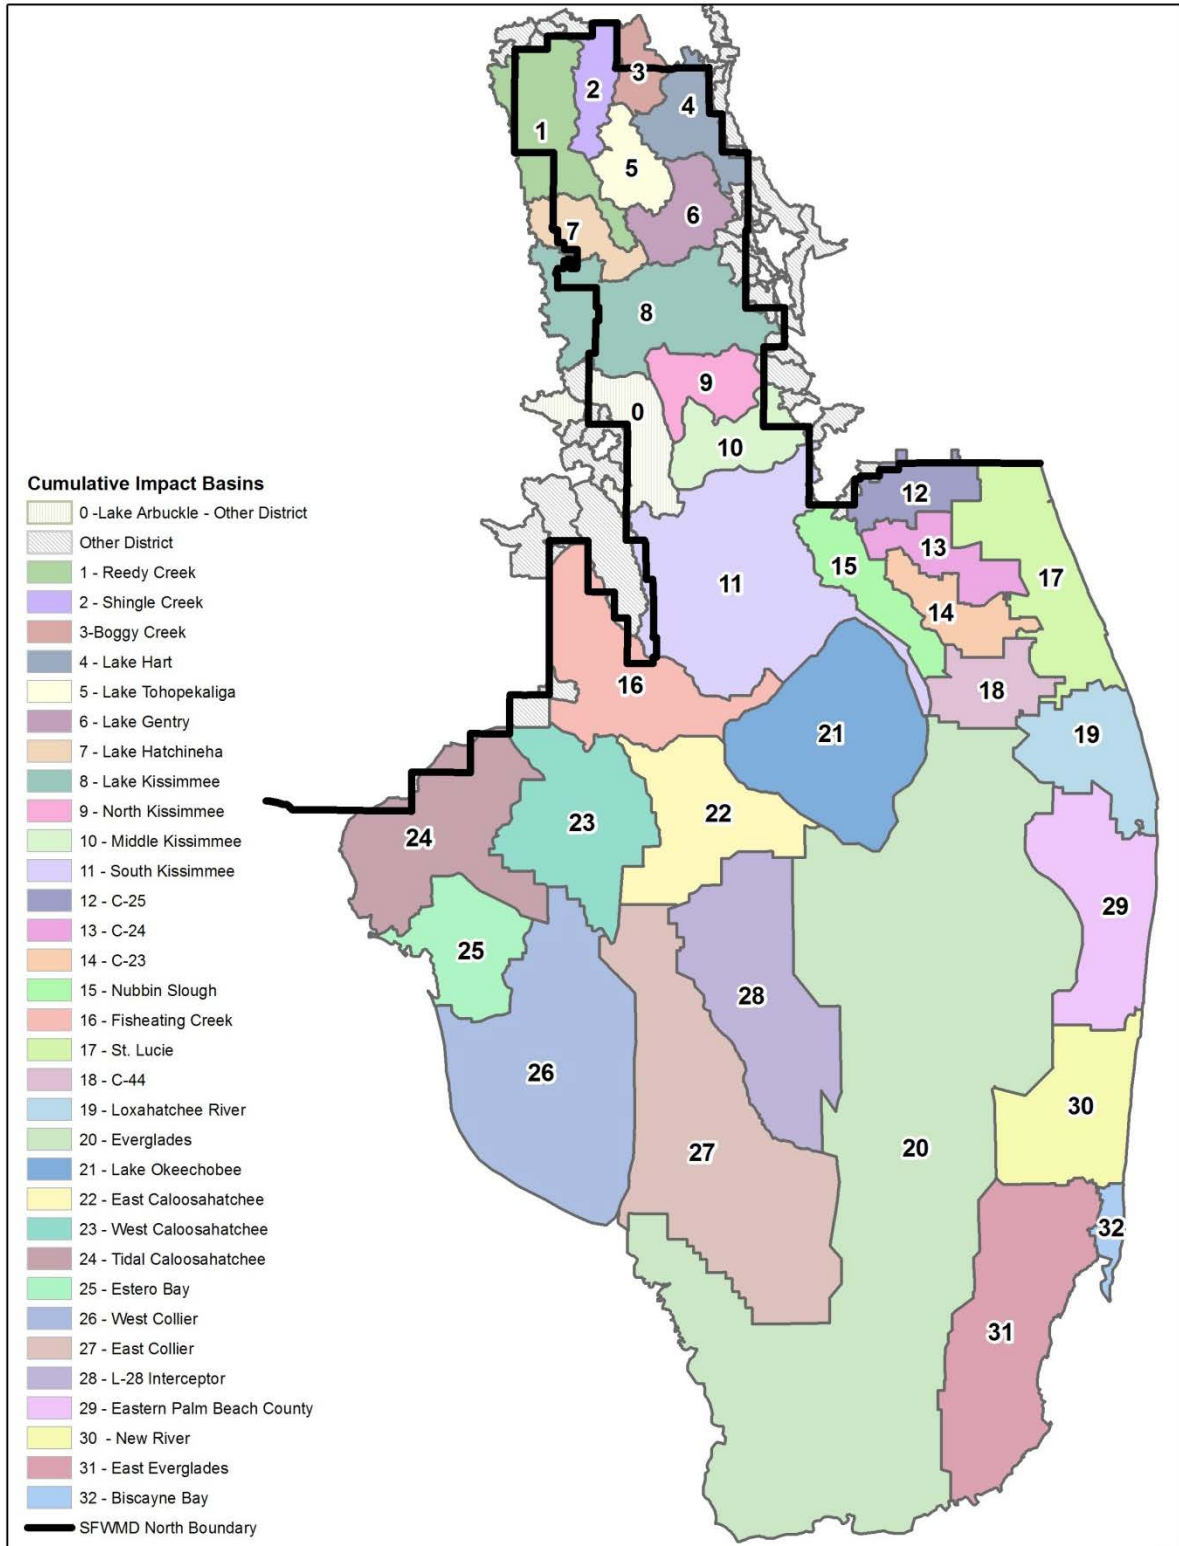 1
2
3
4
5
6
7
8
9
0
10
11
12
13
14
15
16
17
18
19
20
21
22
23
24
25
26
27
28
29
30
31
32
Cumulative Impact Basins
0 -Lake Arbuckle - Other District
Other District
1 - Reedy Creek
2 - Shingle Creek
3-Boggy Creek
4 - Lake Hart
5 - Lake Tohopekaliga
6 - Lake Gentry
7 - Lake Hatchineha
8 - Lake Kissimmee
9 - North Kissimmee
10 - Middle Kissimmee
11 - South Kissimmee
12 - C-25
13 - C-24
14 - C-23
15 - Nubbin Slough
16 - Fisheating Creek
17 - St. Lucie
18 - C-44
19 - Loxahatchee River
20 - Everglades
21 - Lake Okeechobee
22 - East Caloosahatchee
23 - West Caloosahatchee
24 - Tidal Caloosahatchee
25 - Estero Bay
26 - West Collier
27 - East Collier
28 - L-28 Interceptor
29 - Eastern Palm Beach County
30 - New River
31 - East Everglades
32 - Biscayne Bay
SFWMD North Boundary